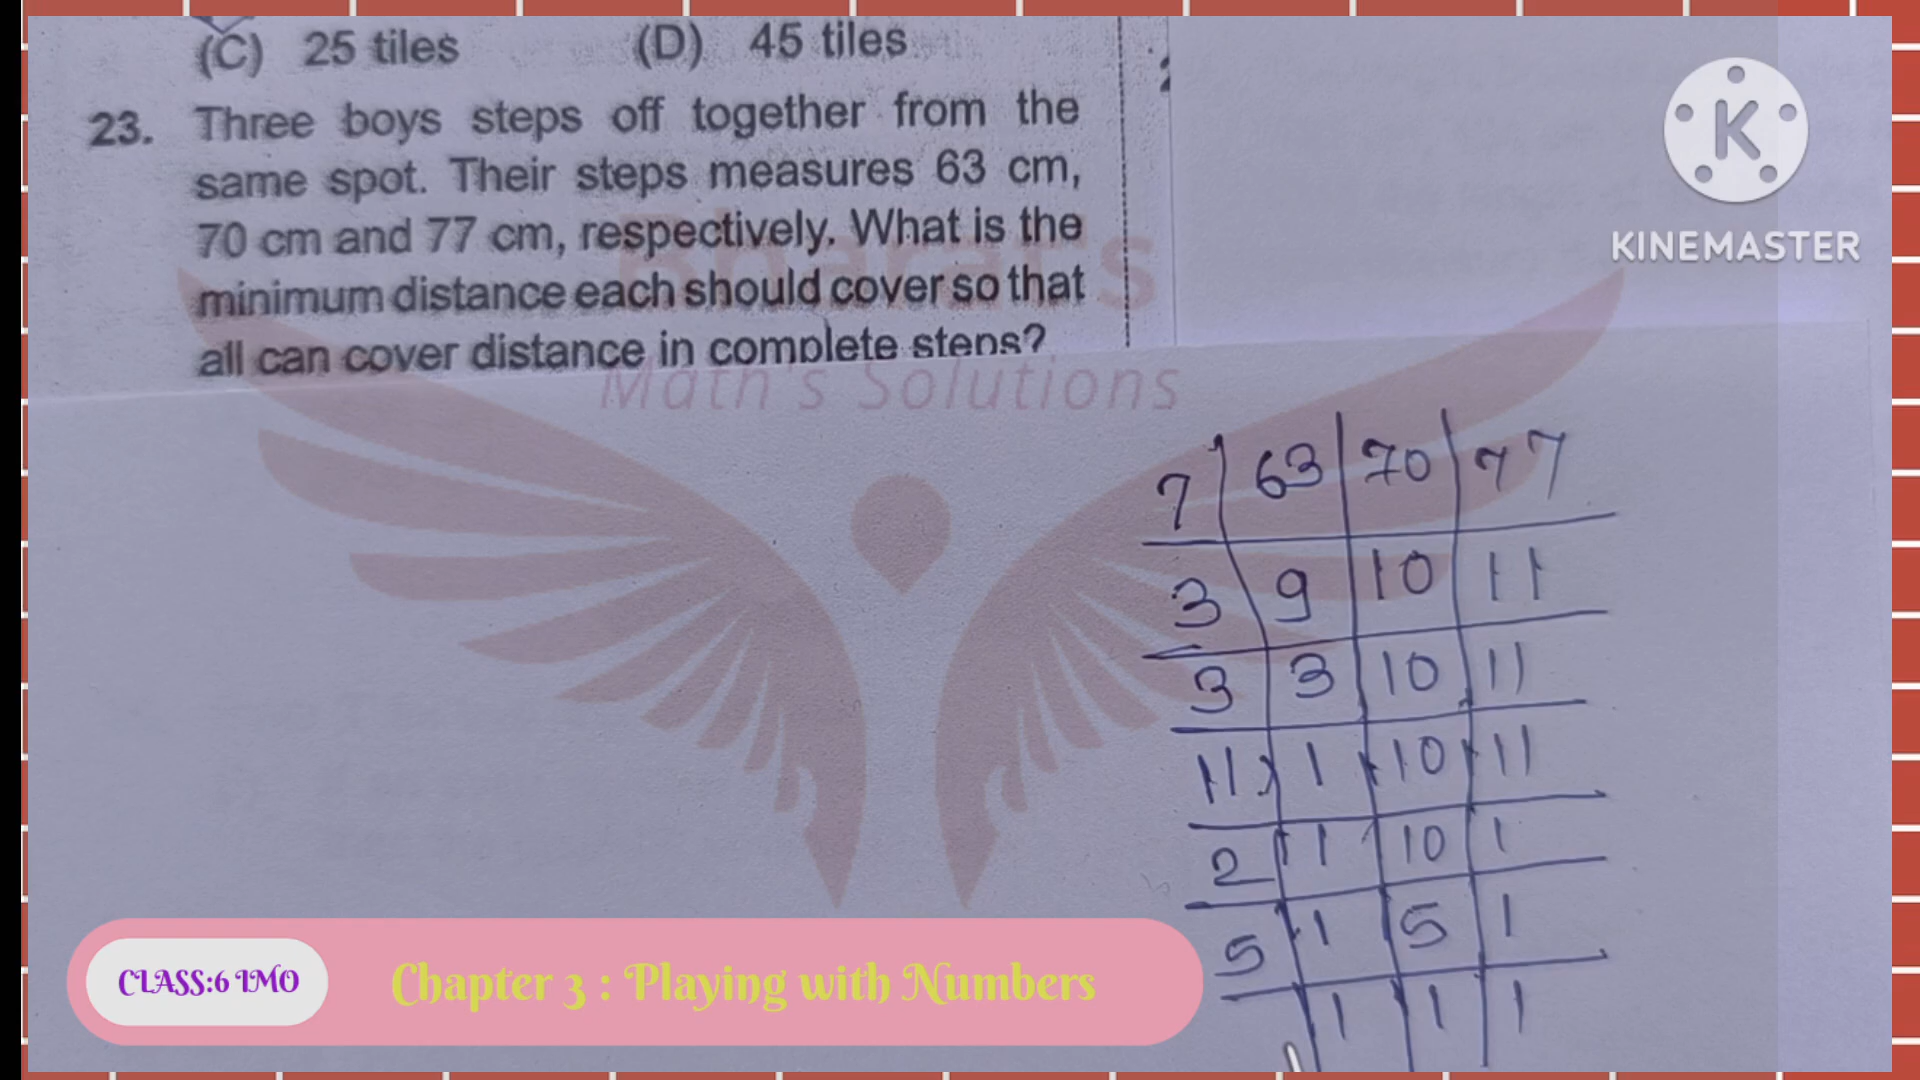 (C) 25 tiles (D) 45 tiles
23. Three boys steps off together from the
same spot. Their steps measures 63 cm,
70 cm and 77 cm, respectively. What is the
minimum distance each should cover so that
all can cover distance in complete steps?
K
KINEMASTER
Bharat's
Math's Solutions
7 63 70 77
3 9 10 11
3 3 10 11
11 1 10 11
2 1 10 1
5 1 5 1
1 1 1
CLASS:6 IMO
Chapter 3 : Playing with Numbers